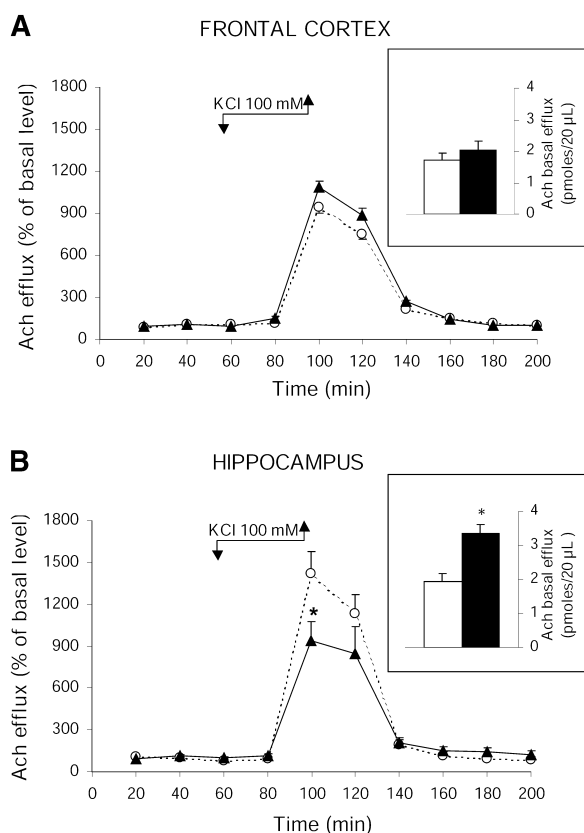 A
FRONTAL CORTEX
Ach efflux (% of basal level)
1800
1500
1200
900
600
300
0
KCl 100 mM
0 20 40 60 80 100 120 140 160 180 200
Time (min)
4
3
2
1
0
Ach basal efflux
(pmoles/20 µL)
B
HIPPOCAMPUS
Ach efflux (% of basal level)
1800
1500
1200
900
600
300
0
KCl 100 mM
*
0 20 40 60 80 100 120 140 160 180 200
Time (min)
*
4
3
2
1
0
Ach basal efflux
(pmoles/20 µL )